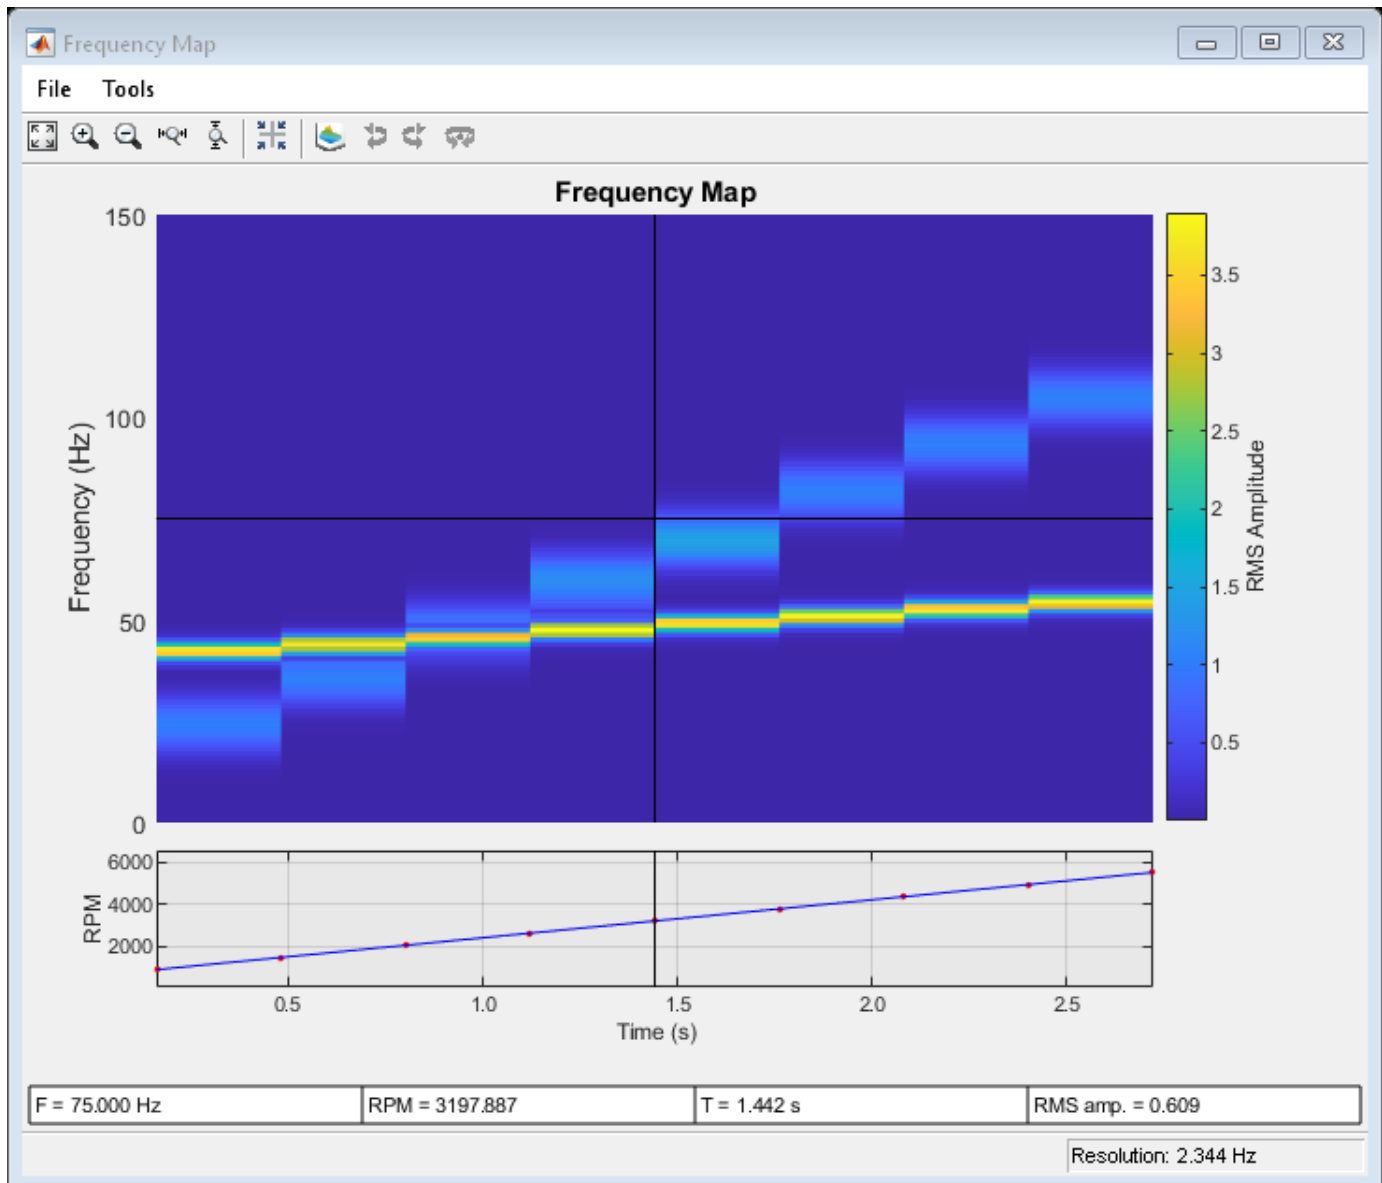 Frequency Map
File Tools
Frequency Map
150
100
50
0
Frequency (Hz)
3.5
3
2.5
2
1.5
1
0.5
RMS Amplitude
6000
4000
2000
RPM
0.5 1.0 1.5 2.0 2.5
Time (s)
F = 75.000 Hz RPM = 3197.887 T = 1.442 s RMS amp. = 0.609
Resolution: 2.344 Hz